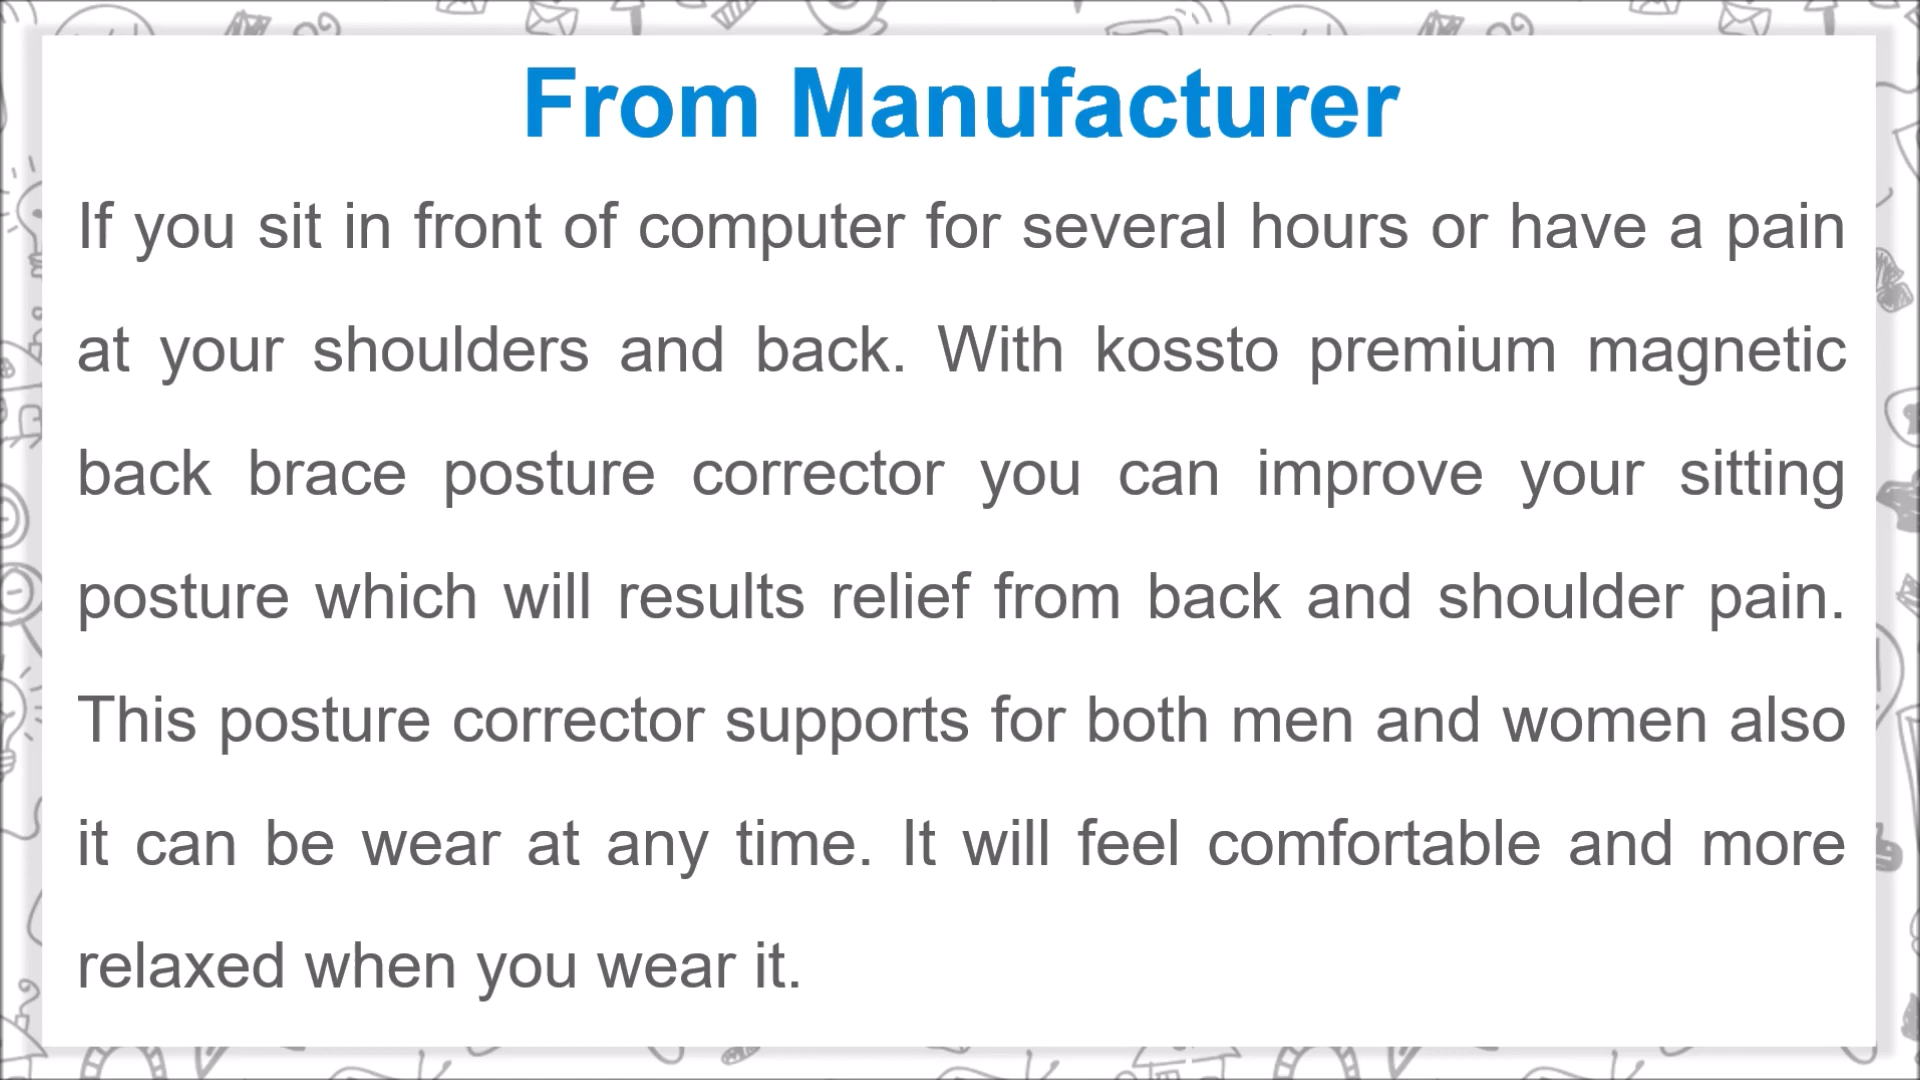 From Manufacturer
If you sit in front of computer for several hours or have a pain
at your shoulders and back. With kossto premium magnetic
back brace posture corrector you can improve your sitting
posture which will results relief from back and shoulder pain.
This posture corrector supports for both men and women also
it can be wear at any time. It will feel comfortable and more
relaxed when you wear it.